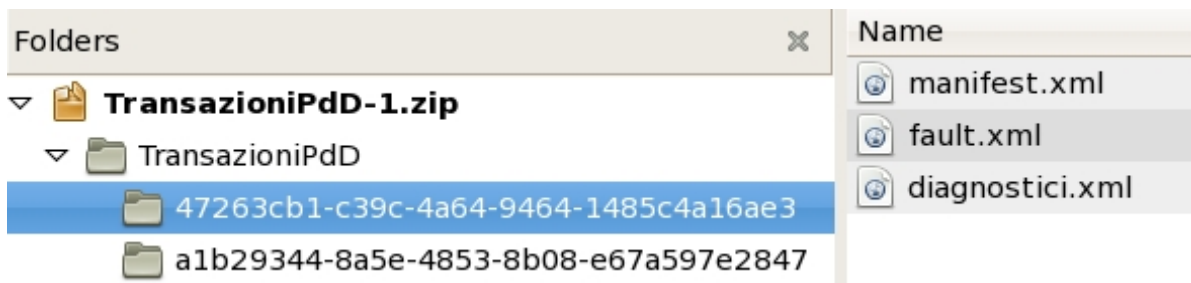 Folders
TransazioniPdD-1.zip
TransazioniPdD
47263cb1-c39c-4a64-9464-1485c4a16ae3
a1b29344-8a5e-4853-8b08-e67a597e2847
Name
manifest.xml
fault.xml
diagnostici.xml